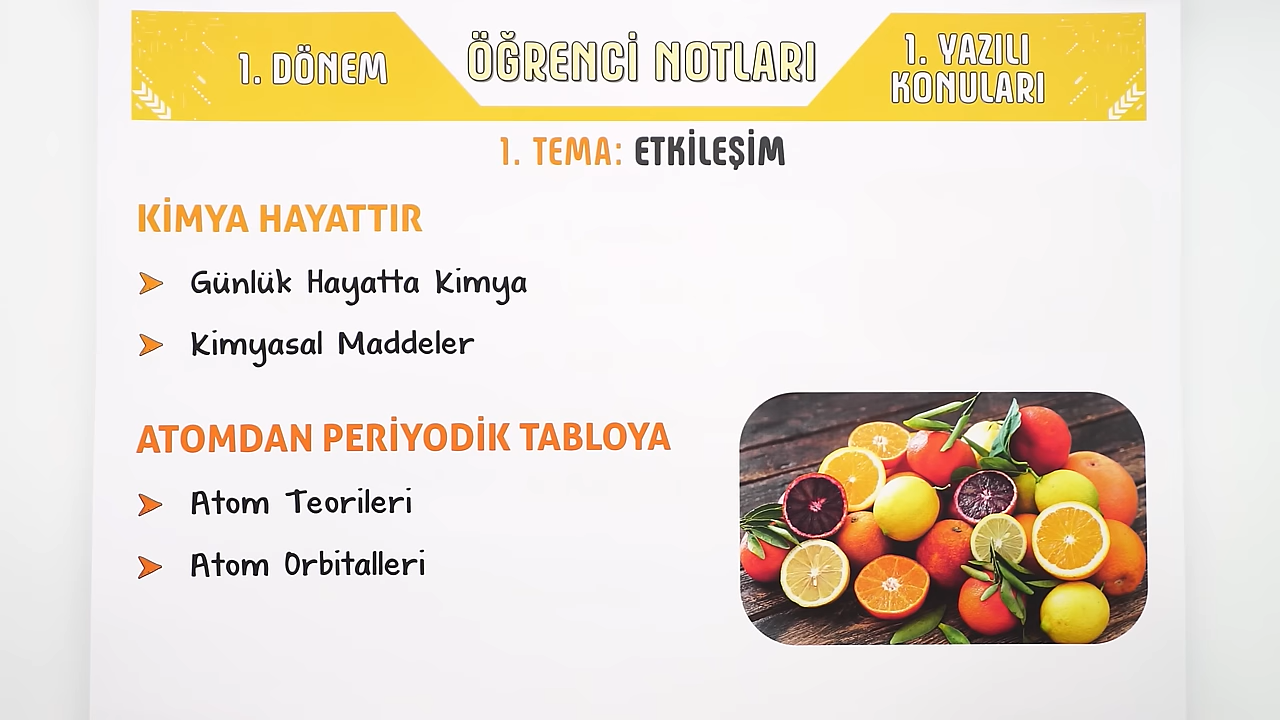 1. DÖNEM
ÖĞRENCİ NOTLARI
1. YAZILI
KONULARI
1. TEMA: ETKİLEŞİM
KİMYA HAYATTIR
➤ Günlük Hayatta Kimya
➤ Kimyasal Maddeler
ATOMDAN PERİYODİK TABLOYA
➤ Atom Teorileri
➤ Atom Orbitalleri